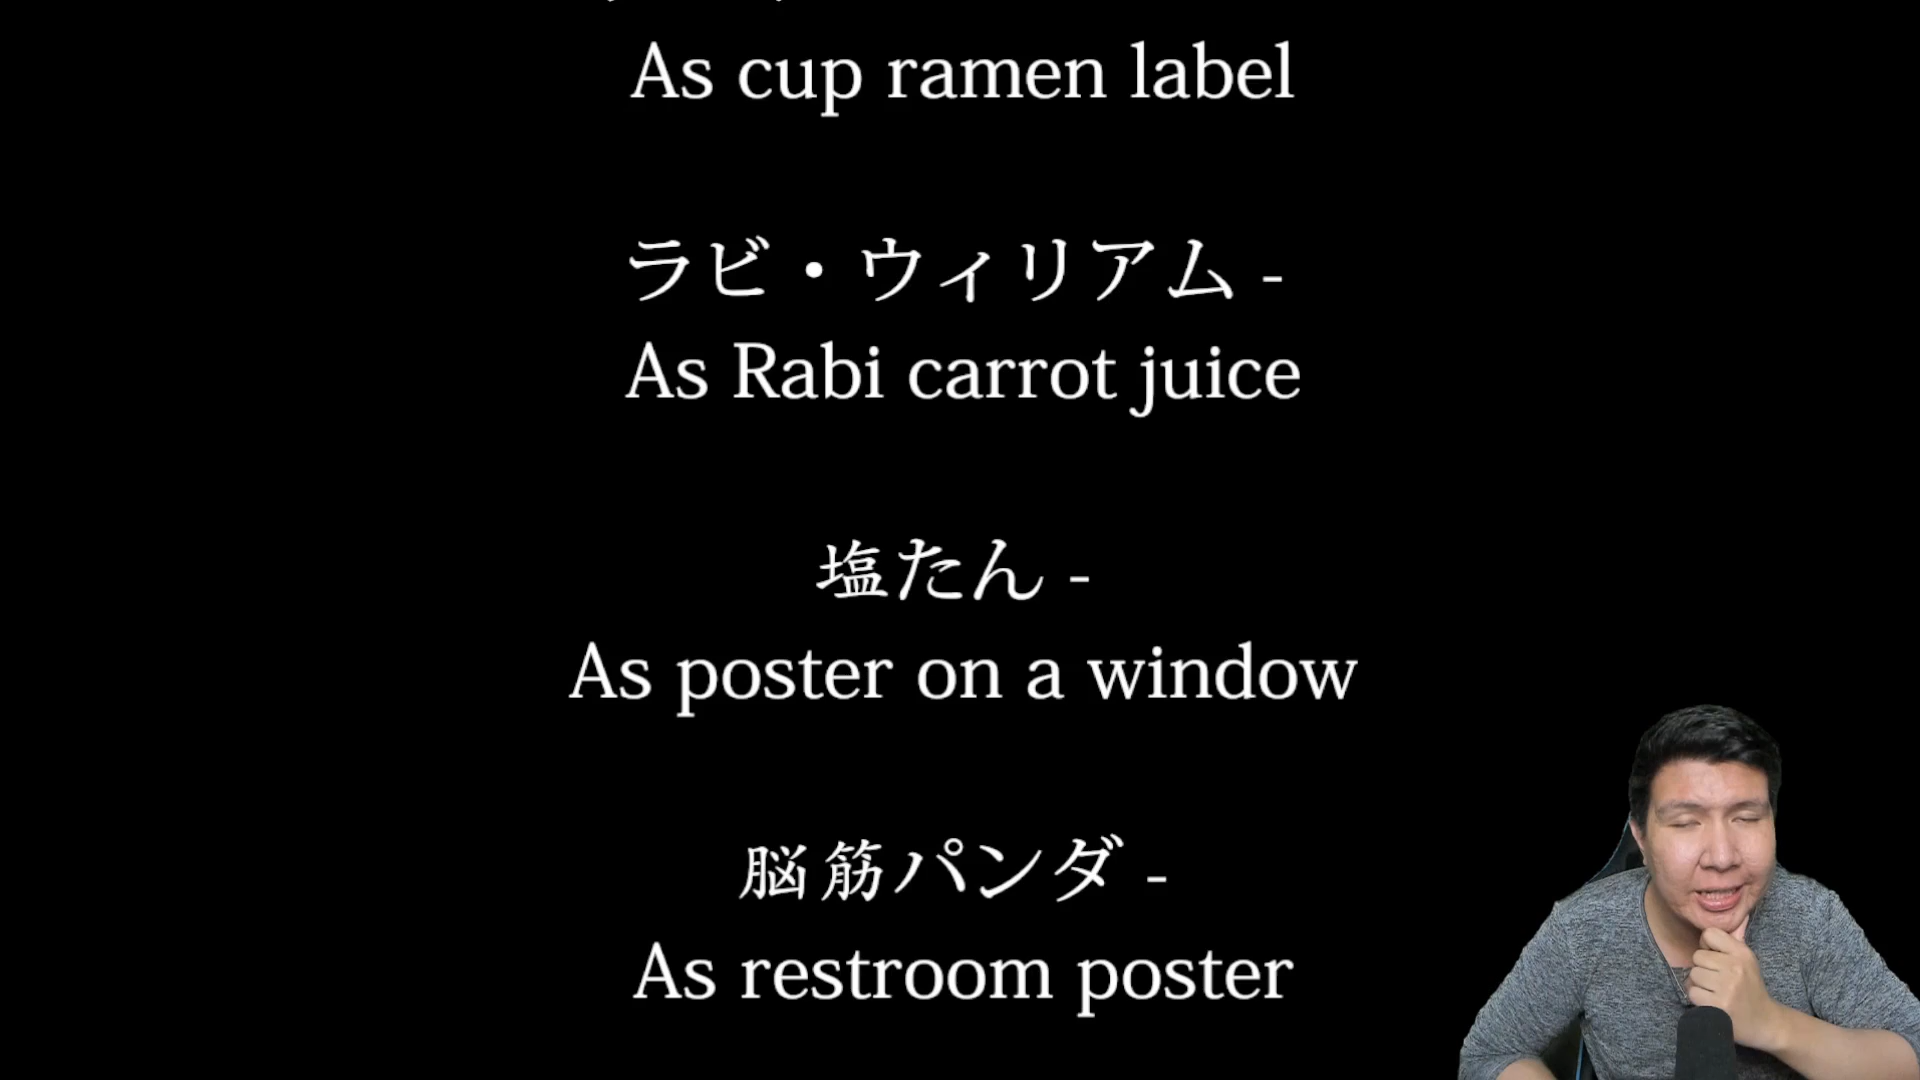 As cup ramen label
ラビ・ウィリアム -
As Rabi carrot juice
塩たん -
As poster on a window
脳筋パンダ -
As restroom poster